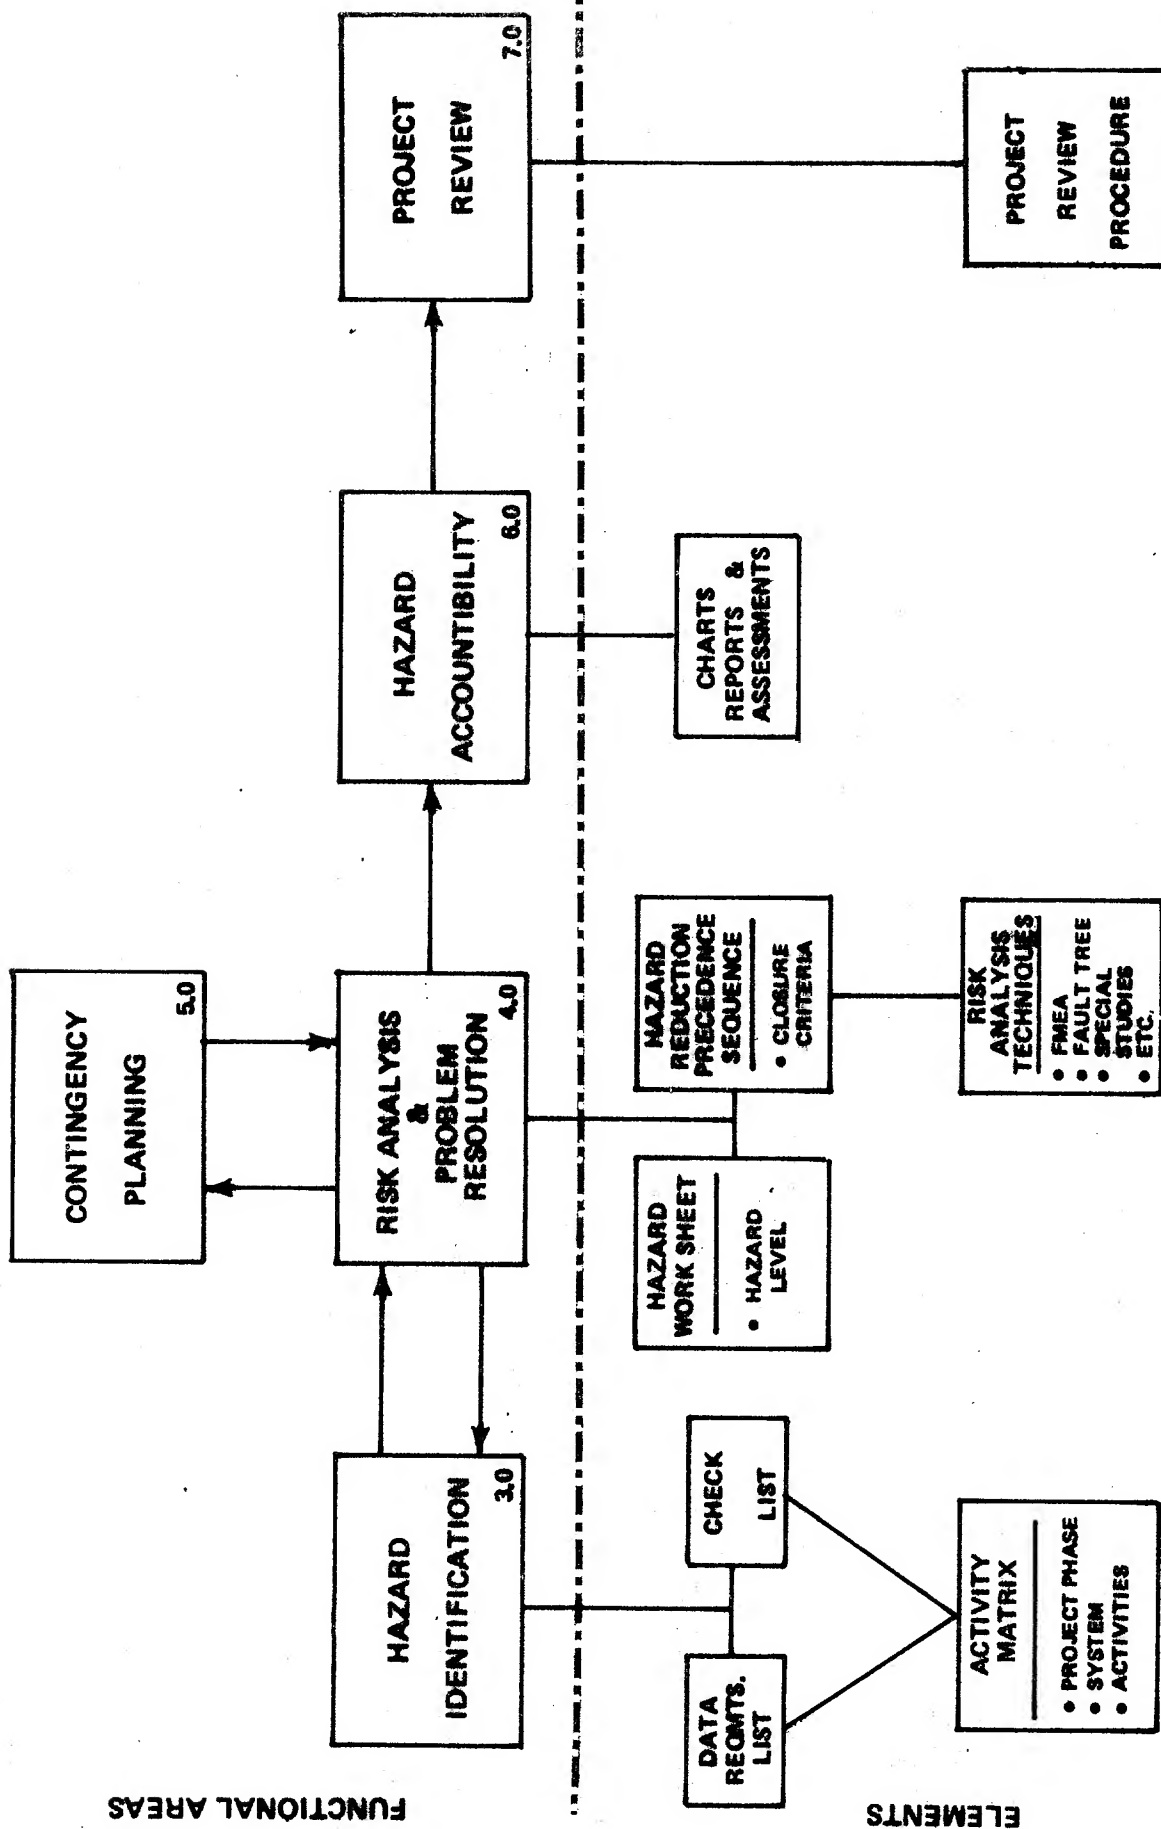 FUNCTIONAL AREAS
CONTINGENCY
PLANNING
5.0
HAZARD
IDENTIFICATION
3.0
RISK ANALYSIS
&
PROBLEM
RESOLUTION
4.0
HAZARD
ACCOUNTIBILITY
6.0
PROJECT
REVIEW
7.0
ELEMENTS
DATA
REQMTS.
LIST
CHECK
LIST
ACTIVITY
MATRIX
• PROJECT PHASE
• SYSTEM
• ACTIVITIES
HAZARD
WORK SHEET
• HAZARD
LEVEL
HAZARD
REDUCTION
PRECEDENCE
SEQUENCE
• CLOSURE
CRITERIA
RISK
ANALYSIS
TECHNIQUES
• FMEA
• FAULT TREE
• SPECIAL
STUDIES
• ETC.
CHARTS
REPORTS &
ASSESSMENTS
PROJECT
REVIEW
PROCEDURE